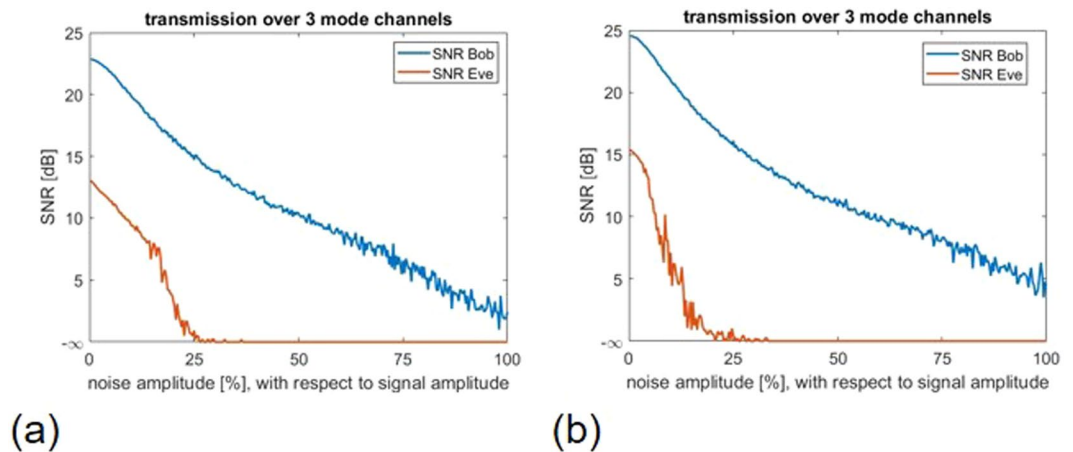 transmission over 3 mode channels
25
20
15
10
5
-∞
SNR [dB]
SNR Bob
SNR Eve
0
25
50
75
100
noise amplitude [%], with respect to signal amplitude
(a)
transmission over 3 mode channels
25
20
15
10
5
-∞
SNR [dB]
SNR Bob
SNR Eve
0
25
50
75
100
noise amplitude [%], with respect to signal amplitude
(b)